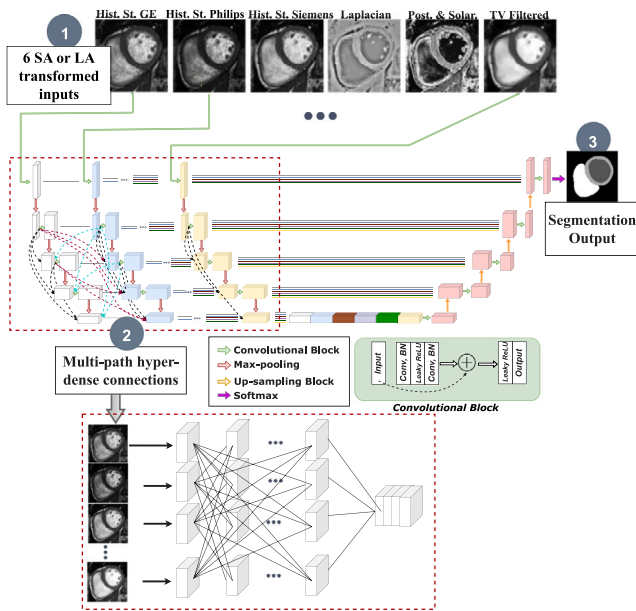 Hist. St. GE Hist. St. Philips Hist. St. Siemens Laplacian Post. & Solar. TV Filtered
1
6 SA or LA
transformed
inputs
3
Segmentation
Output
2
Multi-path hyper-
dense connections
Convolutional Block
Max-pooling
Up-sampling Block
Softmax
Input
Conv, BN
Leaky ReLU
Conv, BN
Leaky ReLU
Output
Convolutional Block